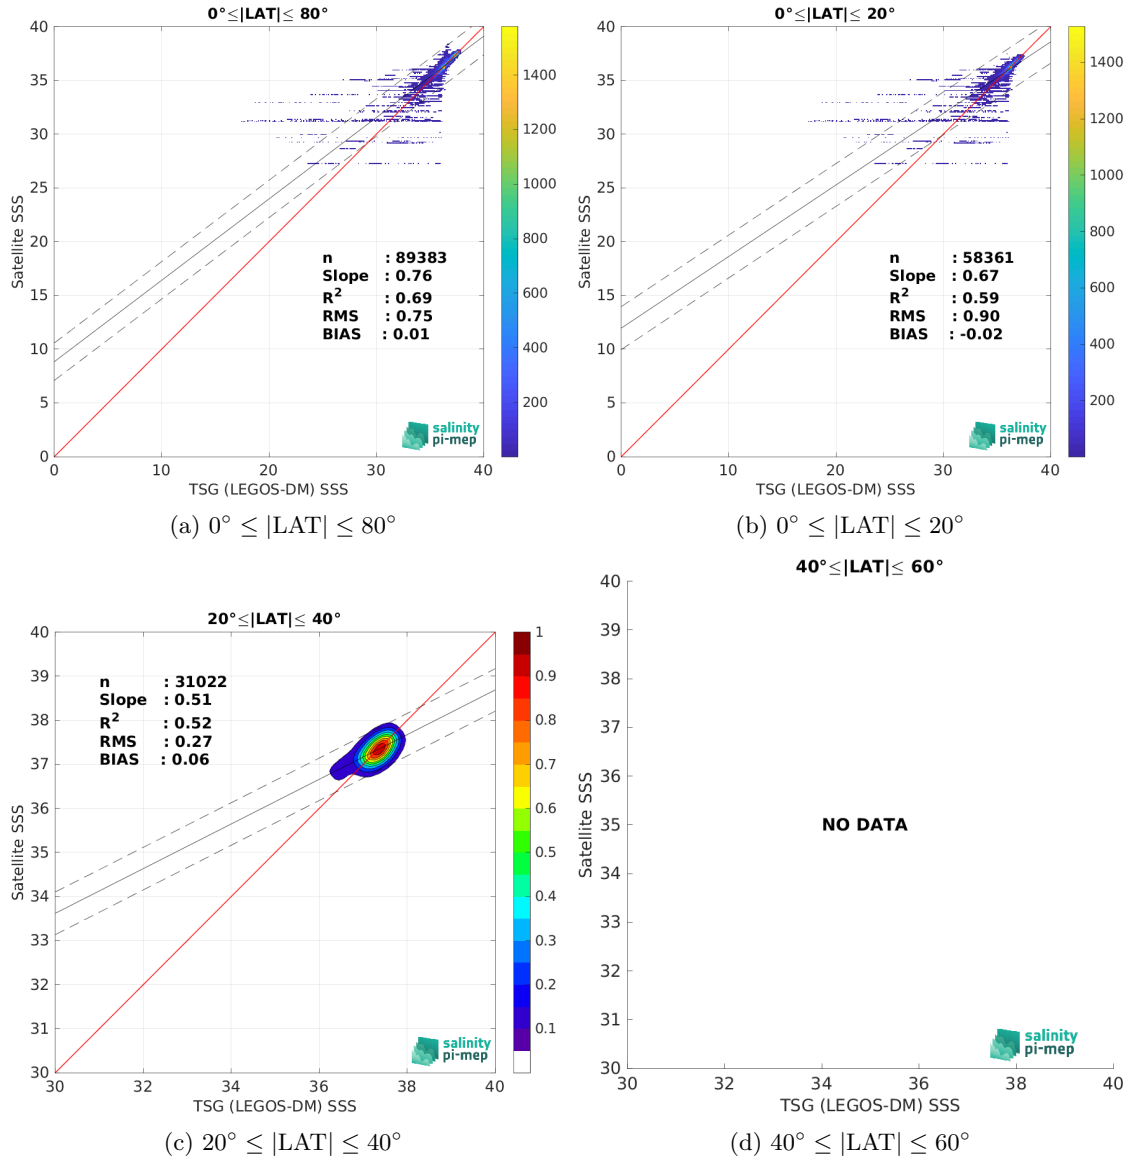 0°≤|LAT|≤ 80°
40
35
30
25
20
15
10
5
0
Satellite SSS
n : 89383
Slope : 0.76
R² : 0.69
RMS : 0.75
BIAS : 0.01
salinity
pi-mep
0 10 20 30 40
TSG (LEGOS-DM) SSS
1400
1200
1000
800
600
400
200
(a) 0° ≤ |LAT| ≤ 80°
0°≤|LAT|≤ 20°
40
35
30
25
20
15
10
5
0
Satellite SSS
n : 58361
Slope : 0.67
R² : 0.59
RMS : 0.90
BIAS : -0.02
salinity
pi-mep
0 10 20 30 40
TSG (LEGOS-DM) SSS
1400
1200
1000
800
600
400
200
(b) 0° ≤ |LAT| ≤ 20°
20°≤|LAT|≤ 40°
40
39
38
37
36
35
34
33
32
31
30
Satellite SSS
n : 31022
Slope : 0.51
R² : 0.52
RMS : 0.27
BIAS : 0.06
salinity
pi-mep
30 32 34 36 38 40
TSG (LEGOS-DM) SSS
1
0.9
0.8
0.7
0.6
0.5
0.4
0.3
0.2
0.1
(c) 20° ≤ |LAT| ≤ 40°
40°≤|LAT|≤ 60°
40
39
38
37
36
35
34
33
32
31
30
Satellite SSS
NO DATA
salinity
pi-mep
30 32 34 36 38 40
TSG (LEGOS-DM) SSS
(d) 40° ≤ |LAT| ≤ 60°